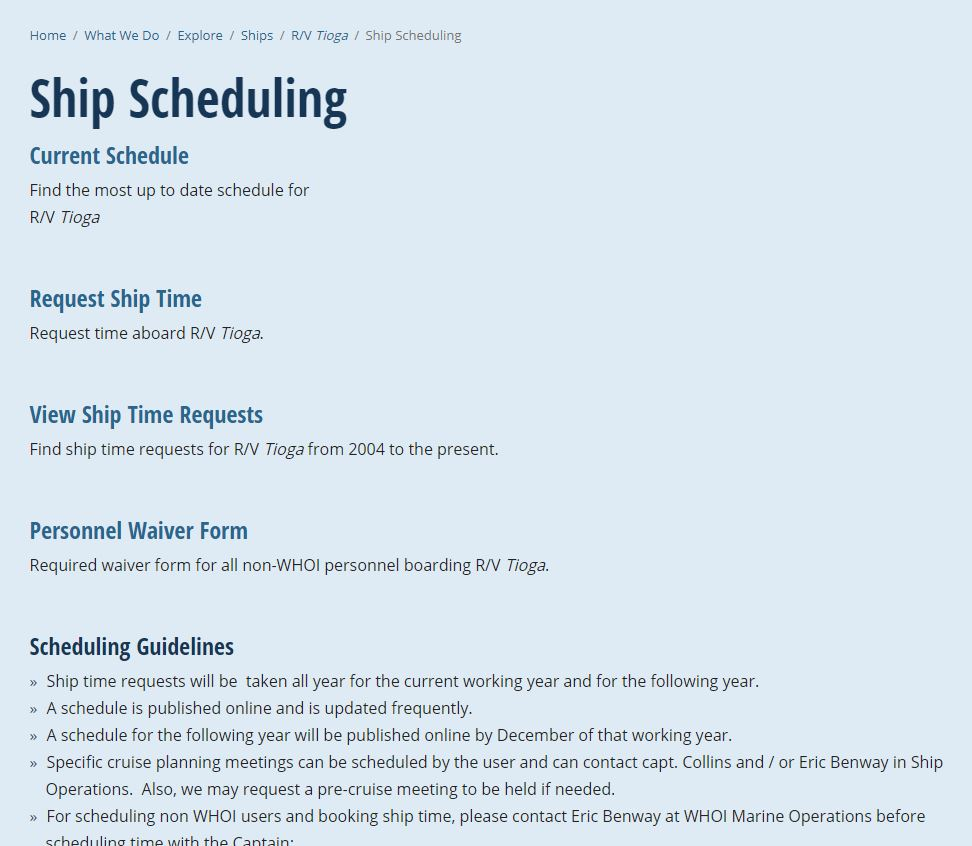 Home / What We Do / Explore / Ships / R/V Tioga / Ship Scheduling
Ship Scheduling
Current Schedule
Find the most up to date schedule for
R/V Tioga
Request Ship Time
Request time aboard R/V Tioga.
View Ship Time Requests
Find ship time requests for R/V Tioga from 2004 to the present.
Personnel Waiver Form
Required waiver form for all non-WHOI personnel boarding R/V Tioga.
Scheduling Guidelines
» Ship time requests will be  taken all year for the current working year and for the following year.
» A schedule is published online and is updated frequently.
» A schedule for the following year will be published online by December of that working year.
» Specific cruise planning meetings can be scheduled by the user and can contact capt. Collins and / or Eric Benway in Ship
Operations.  Also, we may request a pre-cruise meeting to be held if needed.
» For scheduling non WHOI users and booking ship time, please contact Eric Benway at WHOI Marine Operations before
scheduling time with the Captain: